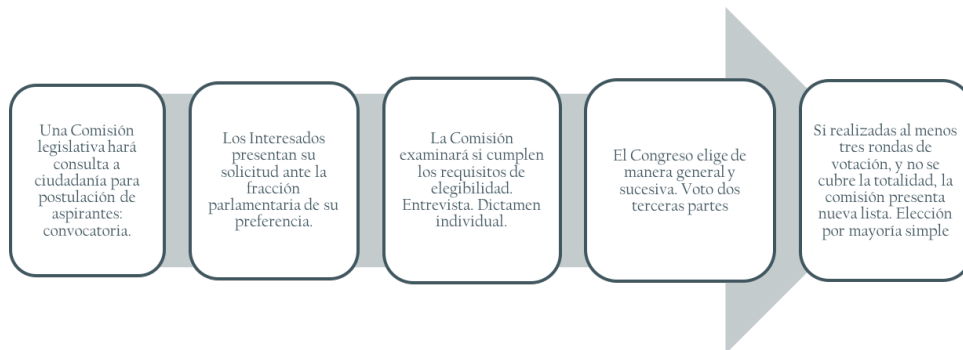 Una Comisión
legislativa hará
consulta a
ciudadanía para
postulación de
aspirantes:
convocatoria.
Los Interesados
presentan su
solicitud ante la
fracción
parlamentaria de su
preferencia.
La Comisión
examinará si cumplen
los requisitos de
elegibilidad.
Entrevista. Dictamen
individual.
El Congreso elige de
manera general y
sucesiva. Voto dos
terceras partes
Si realizadas al menos
tres rondas de
votación, y no se
cubre la totalidad, la
comisión presenta
nueva lista. Elección
por mayoría simple